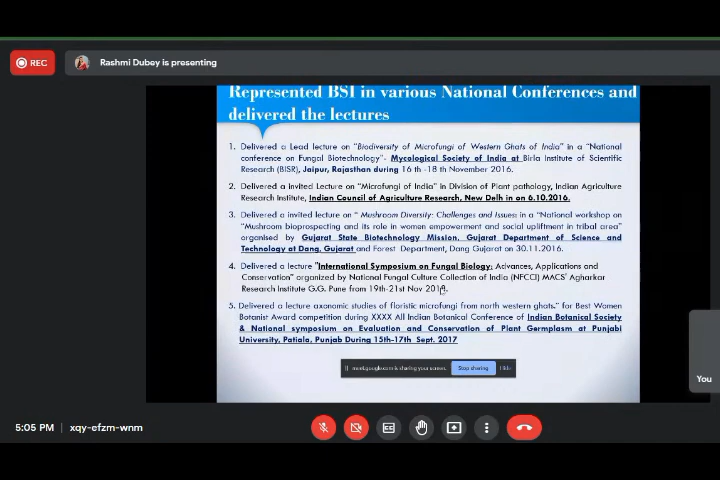 REC
Rashmi Dubey is presenting
Represented BSI in various National Conferences and
delivered the lectures
1. Delivered a Lead lecture on "Biodiversity of Microfungi of Western Ghats of India" in a "National
conference on Fungal Biotechnology"- Mycological Society of India at Birla Institute of Scientific
Research (BISR), Jaipur, Rajasthan during 16 th -18 th November 2016.
2. Delivered a invited Lecture on "Microfungi of India" in Division of Plant pathology, Indian Agriculture
Research Institute, Indian Council of Agriculture Research, New Delh in on 6.10.2016.
3. Delivered a invited lecture on " Mushroom Diversity: Challenges and Issues: in a "National workshop on
"Mushroom bioprospecting and its role in women empowerment and social upliftment in tribal area"
organised by Gujarat State Biotechnology Mission, Gujarat Department of Science and
Technology at Dang, Gujarat and Forest Department, Dang Gujarat on 30.11.2016.
4. Delivered a lecture "International Symposium on Fungal Biology: Advances, Applications and
Conservation" organized by National Fungal Culture Collection of India (NFCCI) MACS' Agharkar
Research Institute G.G. Pune from 19th-21st Nov
5. Delivered a lecture axonomic studies of floristic microfungi from north western ghats." for Best Women
Botanist Award competition during XXXX All Indian Botanical Conference of Indian Botanical Society
& National symposium on Evaluation and Conservation of Plant Germplasm at Punjabi
University, Patiala, Punjab During 15th-17th Sept. 2017
meet.google.com is sharing your screen.
Stop sharing
Hide
You
5:05 PM | xqy-efzm-wnm